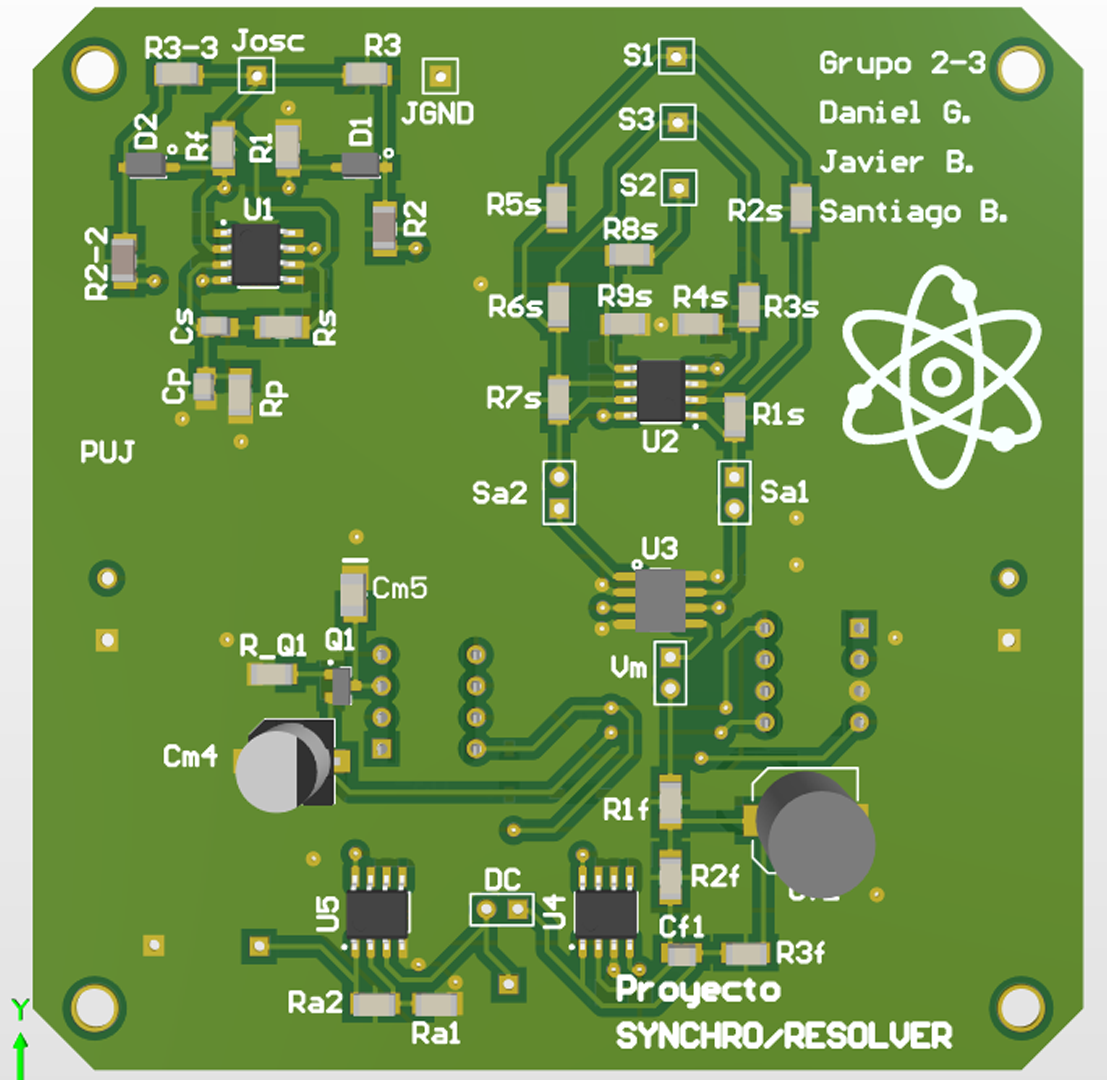 R3-3
Josc
R3
JGND
D2
Rf
R1
D1
U1
R2
R2-2
Cs
Rs
Cp
Rp
PUJ
S1
S3
S2
R5s
R8s
R2s
R6s
R9s
R4s
R3s
R7s
U2
R1s
Sa2
Sa1
U3
Grupo 2-3
Daniel G.
Javier B.
Santiago B.
Cm5
R_Q1
Q1
Vm
Cm4
R1f
R2f
DC
U5
U4
Cf1
R3f
Ra2
Ra1
Proyecto
SYNCHRO/RESOLVER
Y